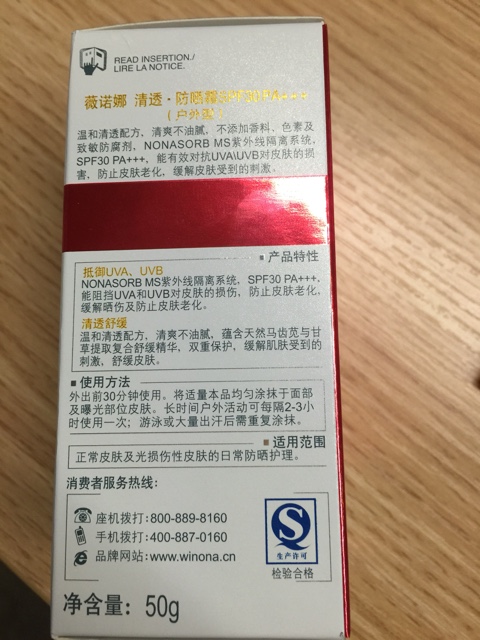 READ INSERTION./
LIRE LA NOTICE.
薇诺娜 清透·防晒霜SPF30 PA+++
(户外型)
温和清透配方，清爽不油腻，不添加香料、色素及
致敏防腐剂，NONASORB MS紫外线隔离系统，
SPF30 PA+++，能有效对抗UVA\UVB对皮肤的损
害，防止皮肤老化，缓解皮肤受到的刺激。
■ 产品特性
抵御UVA、UVB
NONASORB MS紫外线隔离系统，SPF30 PA+++，
能阻挡UVA和UVB对皮肤的损伤，防止皮肤老化，
缓解晒伤及防止皮肤老化。
清透舒缓
温和清透配方，清爽不油腻，蕴含天然马齿苋与甘
草提取复合舒缓精华，双重保护，缓解肌肤受到的
刺激，舒缓皮肤。
■ 使用方法
外出前30分钟使用。将适量本品均匀涂抹于面部
及曝光部位皮肤。长时间户外活动可每隔2-3小
时使用一次；游泳或大量出汗后需重复涂抹。
■ 适用范围
正常皮肤及光损伤性皮肤的日常防晒护理。
消费者服务热线：
座机拨打：800-889-8160
手机拨打：400-887-0160
品牌网站：www.winona.cn
生产许可
检验合格
净含量：50g